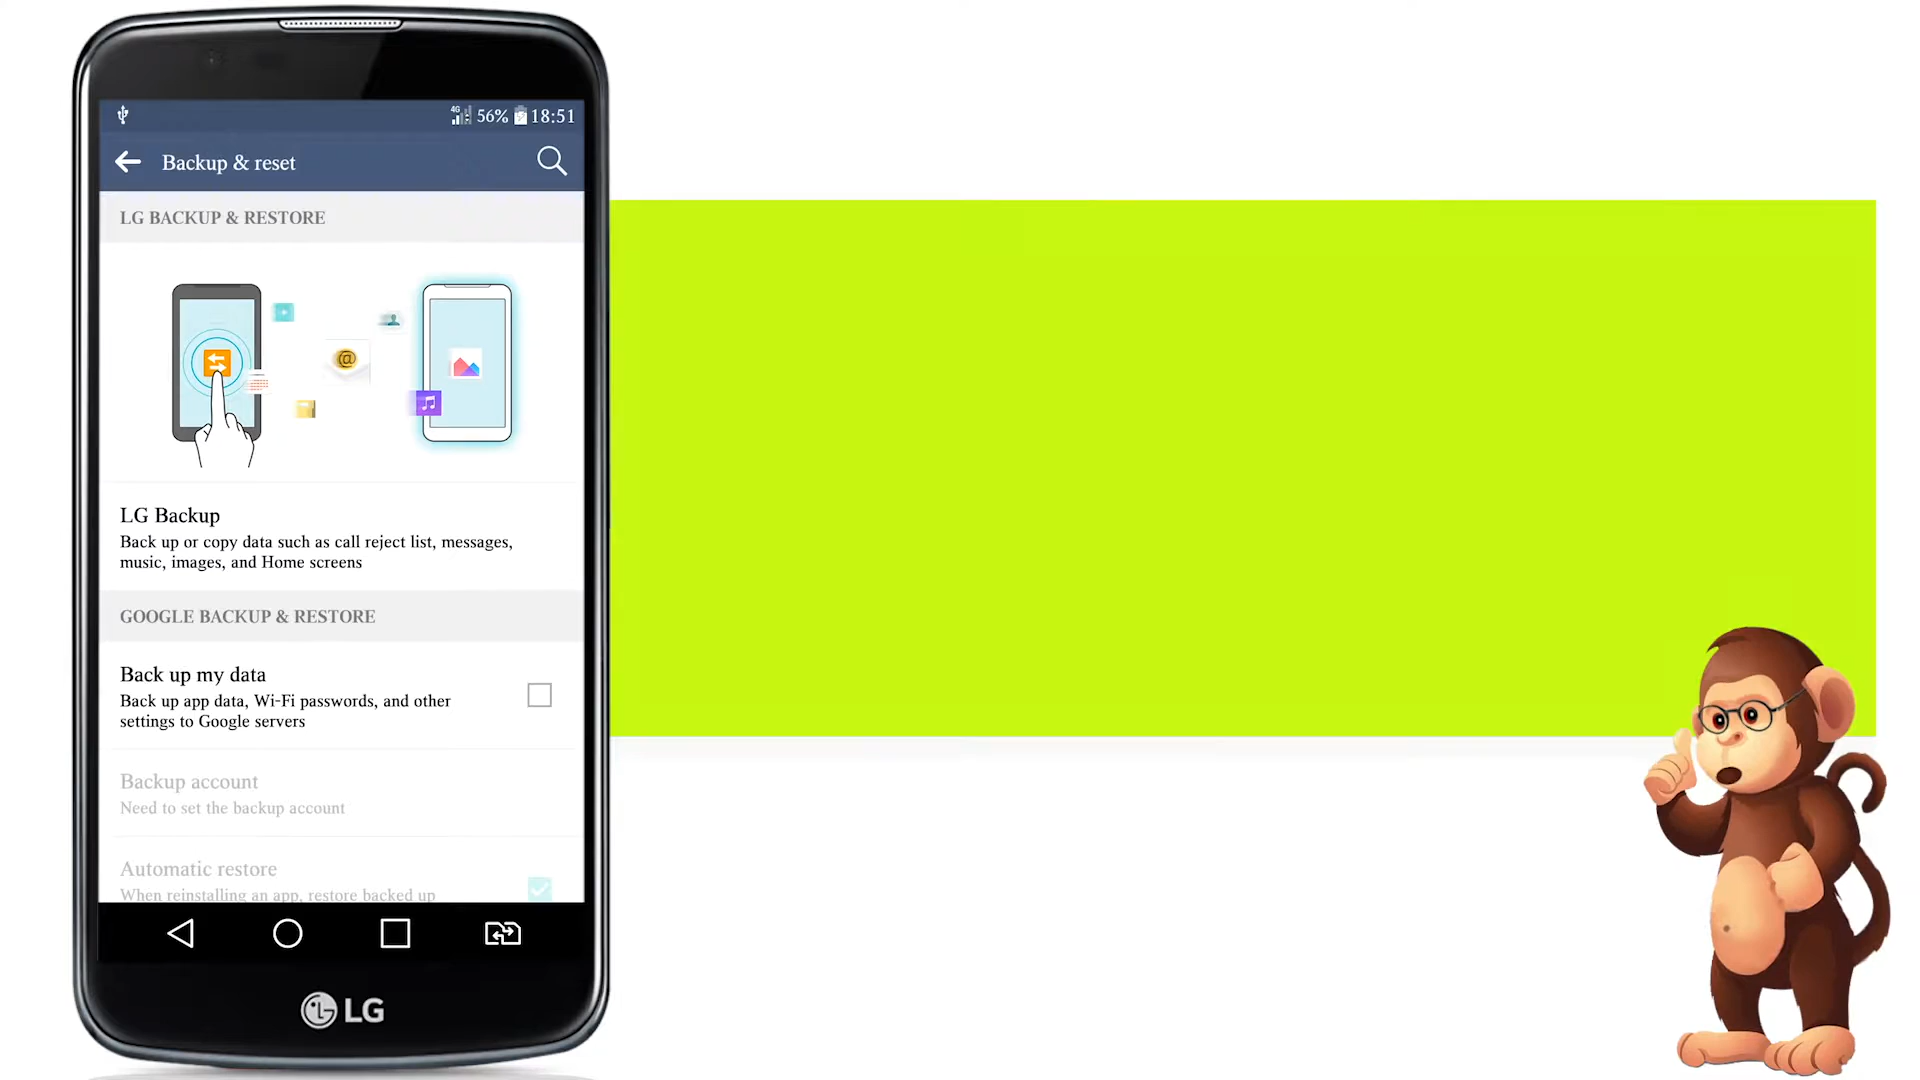 4G 56% 18:51
Backup & reset
LG BACKUP & RESTORE
@
LG Backup
Back up or copy data such as call reject list, messages,
music, images, and Home screens
GOOGLE BACKUP & RESTORE
Back up my data
Back up app data, Wi-Fi passwords, and other
settings to Google servers
Backup account
Need to set the backup account
Automatic restore
When reinstalling an app, restore backed up
LG